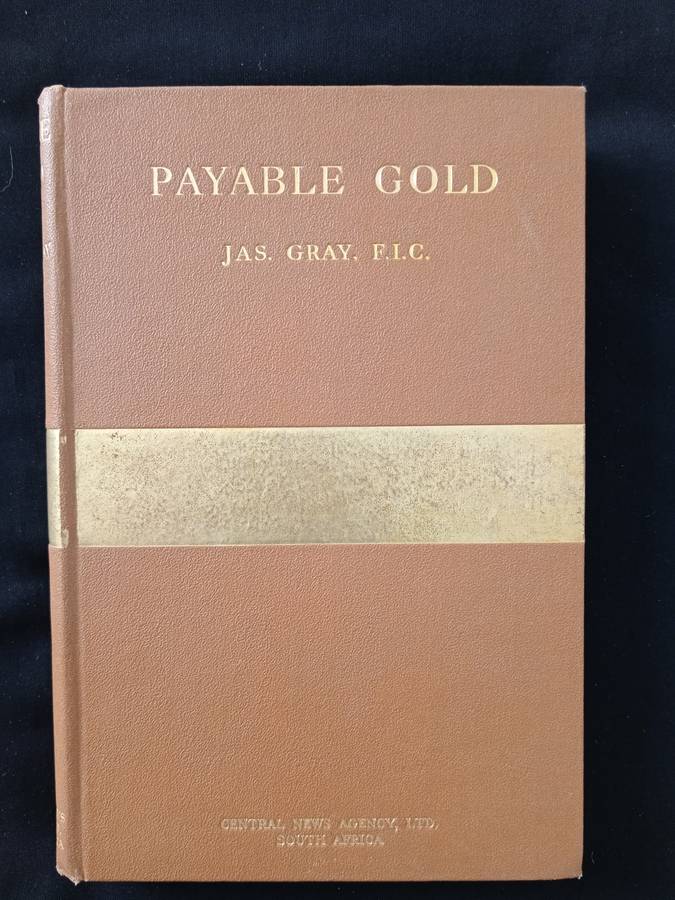 PAYABLE GOLD
JAS. GRAY, F.I.C.
CENTRAL NEWS AGENCY, LTD.
SOUTH AFRICA